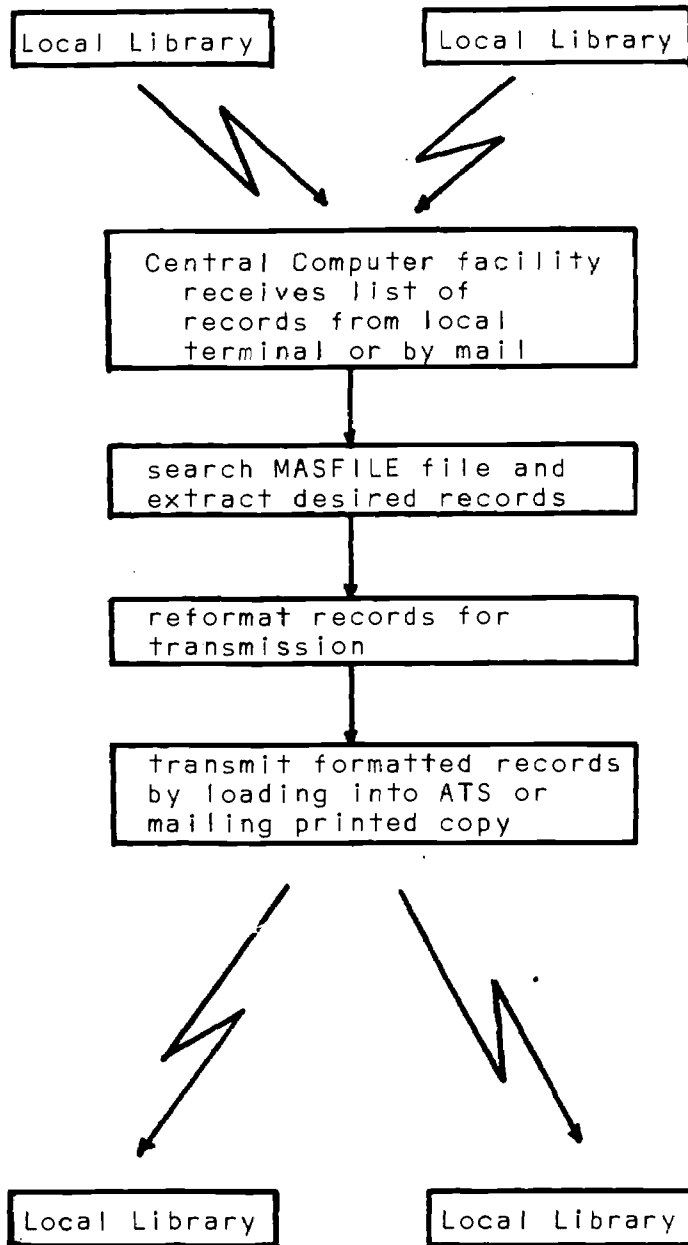 Local Library
Local Library
Central Computer facility
receives list of
records from local
terminal or by mail
search MASFILE file and
extract desired records
reformat records for
transmission
transmit formatted records
by loading into ATS or
mailing printed copy
Local Library
Local Library